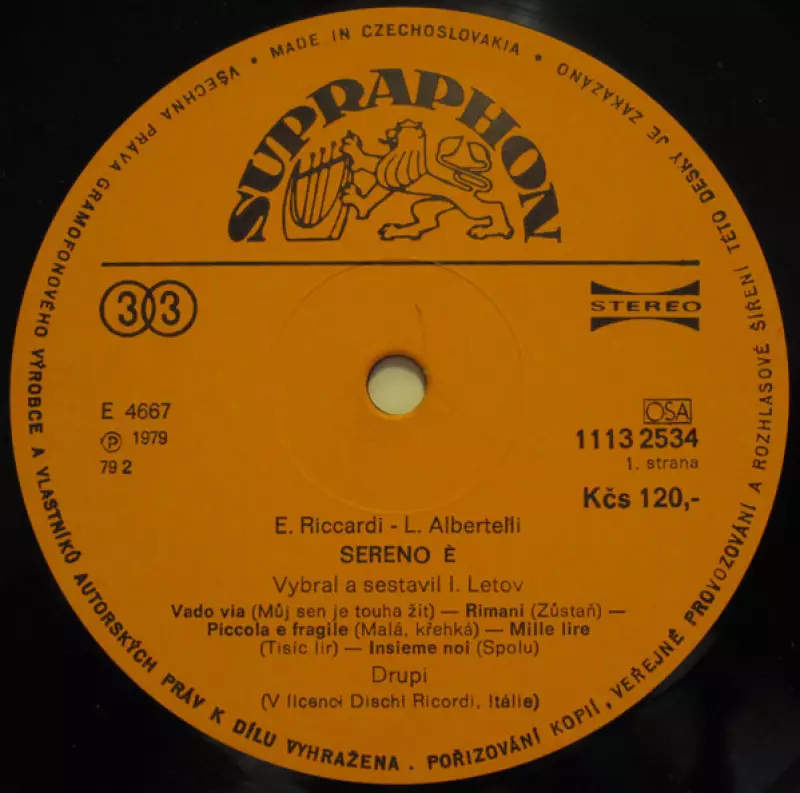 VŠECHNA PRÁVA GRAMOFONOVÉHO VÝROBCE A VLASTNÍKŮ AUTORSKÝCH PRÁV K DÍLU VYHRAŽENA . POŘIZOVÁNÍ KOPIÍ, VEŘEJNÉ PROVOZOVÁNÍ A ROZHLASOVÉ ŠÍŘENÍ TÉTO DESKY JE ZAKÁZÁNO • MADE IN CZECHOSLOVAKIA •
SUPRAPHON
33
STEREO
E 4667
Ⓟ 1979
79 2
OSA
1113 2534
1. strana
Kčs 120,-
E. Riccardi - L. Albertelli
SERENO È
Vybral a sestavil I. Letov
Vado via (Můj sen je touha žít) — Rimani (Zůstaň) —
Piccola e fragile (Malá, křehká) — Mille lire
(Tisíc lir) — Insieme noi (Spolu)
Drupi
(V licenci Dischi Ricordi, Itálie)